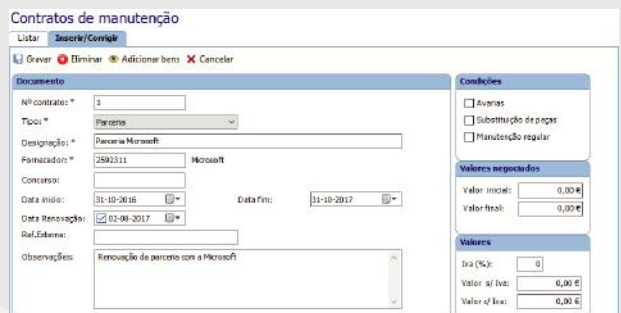 Contratos de manutenção
Listar Inserir/Corrigir
Gravar Eliminar Adicionar bens Cancelar
Documento
Nº contrato: * 1
Tipo: * Parceria
Designação: * Parceria Microsoft
Fornecedor: * 2592311 Microsoft
Concurso:
Data inicio: 31-10-2016 Data fim: 31-10-2017
Data Renovação: 02-08-2017
Ref.Externa:
Observações: Renovação da parceria com a Microsoft
Condições
Avarias
Substituição de peças
Manutenção regular
Valores negociados
Valor inicial: 0,00 €
Valor final: 0,00 €
Valores
Iva (%): 0
Valor s/ Iva: 0,00 €
Valor c/ Iva: 0,00 €